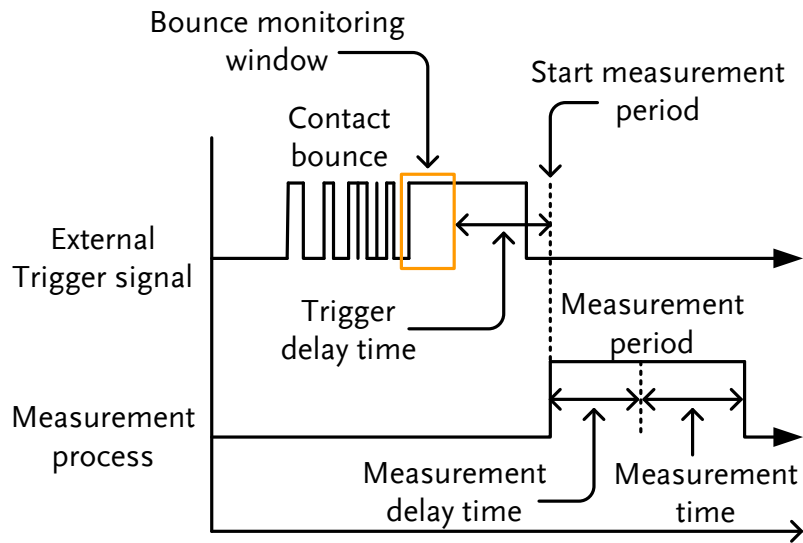 Bounce monitoring
window
Start measurement
period
Contact
bounce
External
Trigger signal
Trigger
delay time
Measurement
period
Measurement
process
Measurement
delay time
Measurement
time